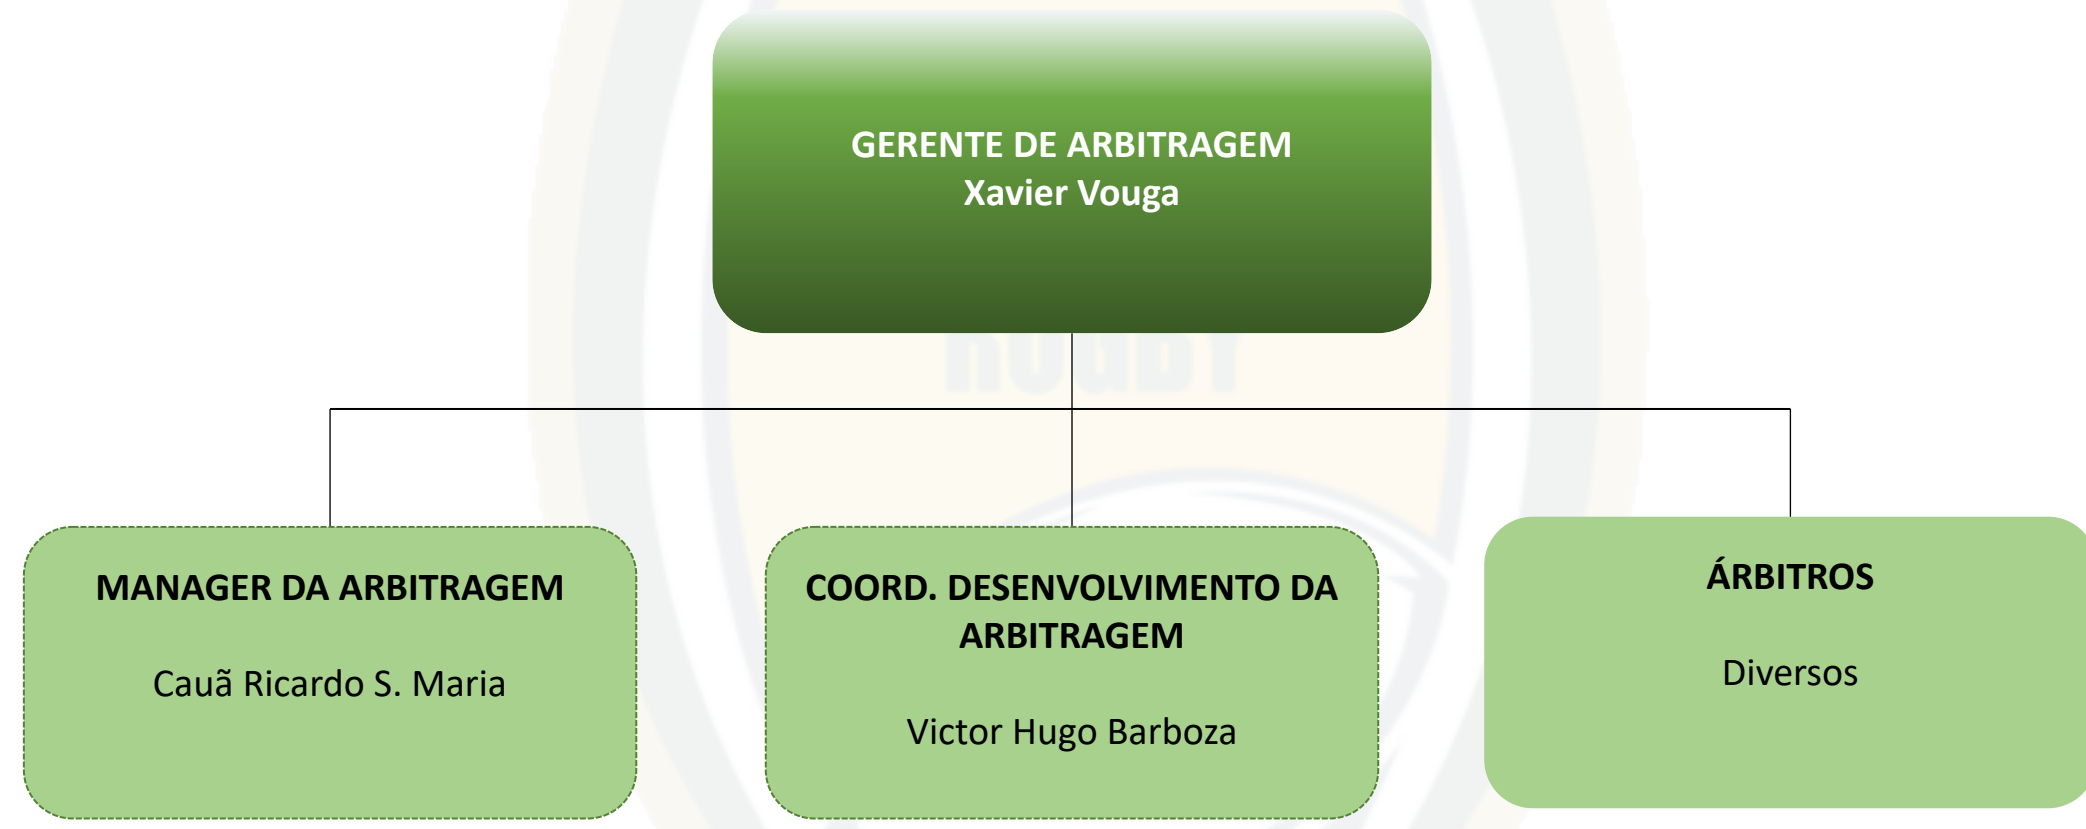 GERENTE DE ARBITRAGEM
Xavier Vouga
RUGBY
MANAGER DA ARBITRAGEM
Cauã Ricardo S. Maria
COORD. DESENVOLVIMENTO DA
ARBITRAGEM
Victor Hugo Barboza
ÁRBITROS
Diversos